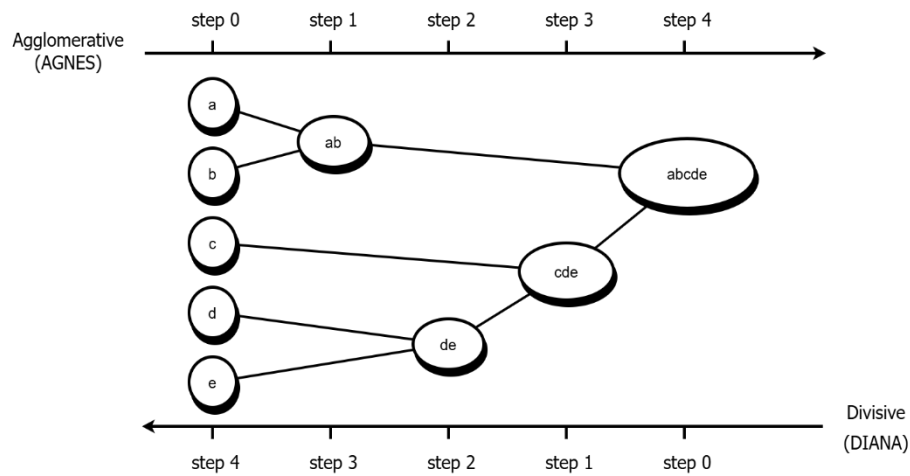 step 0 step 1 step 2 step 3 step 4
Agglomerative
(AGNES)
a
ab
b
abcde
c
cde
d
de
e
Divisive
(DIANA)
step 4 step 3 step 2 step 1 step 0